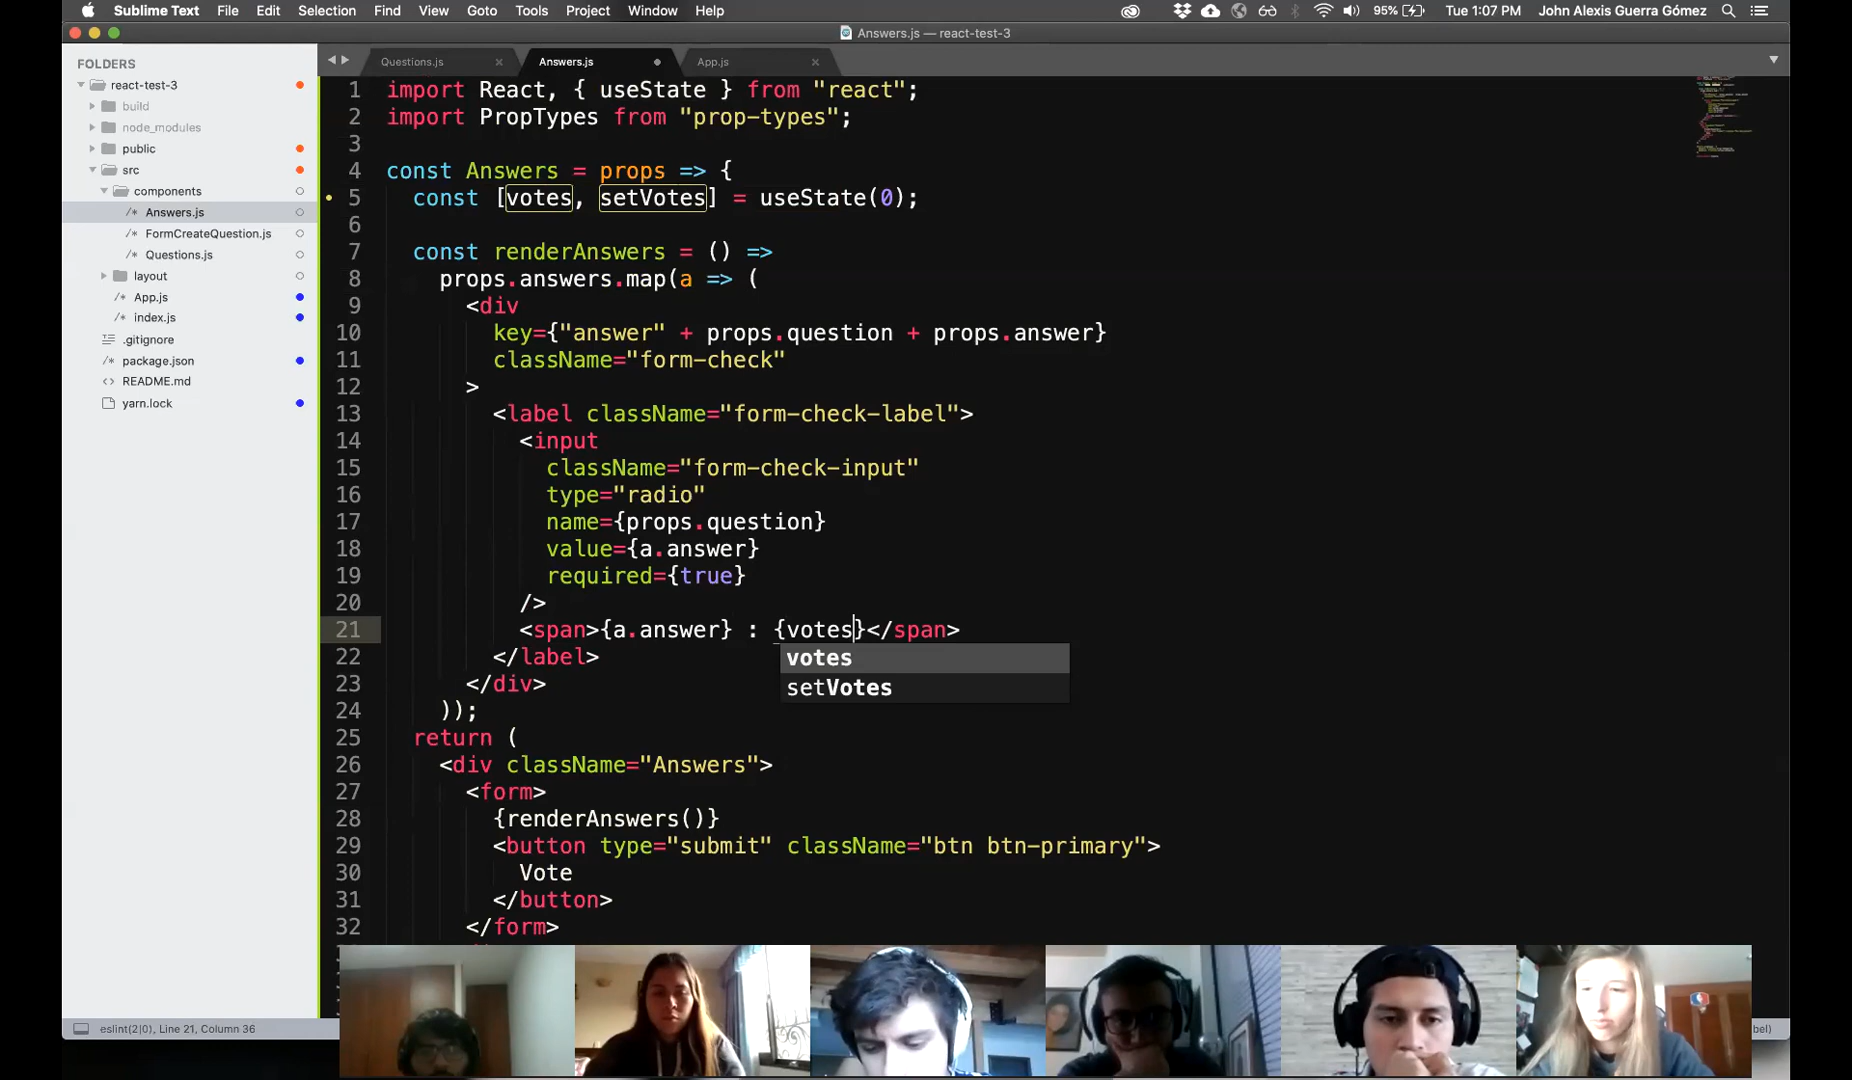 Sublime Text File Edit Selection Find View Goto Tools Project Window Help 95% Tue 1:07 PM John Alexis Guerra Gómez
Answers.js — react-test-3
FOLDERS
react-test-3
build
node_modules
public
src
components
/* Answers.js
/* FormCreateQuestion.js
/* Questions.js
layout
/* App.js
/* index.js
.gitignore
package.json
<> README.md
yarn.lock
Questions.js × Answers.js App.js ×
1 import React, { useState } from "react";
2 import PropTypes from "prop-types";
3
4 const Answers = props => {
5 const [votes, setVotes] = useState(0);
6
7 const renderAnswers = () =>
8 props.answers.map(a => (
9 <div
10 key={"answer" + props.question + props.answer}
11 className="form-check"
12 >
13 <label className="form-check-label">
14 <input
15 className="form-check-input"
16 type="radio"
17 name={props.question}
18 value={a.answer}
19 required={true}
20 />
21 <span>{a.answer} : {votes}</span>
22 </label>
votes
23 </div>
setVotes
24 ));
25 return (
26 <div className="Answers">
27 <form>
28 {renderAnswers()}
29 <button type="submit" className="btn btn-primary">
30 Vote
31 </button>
32 </form>
eslint(2|0), Line 21, Column 36